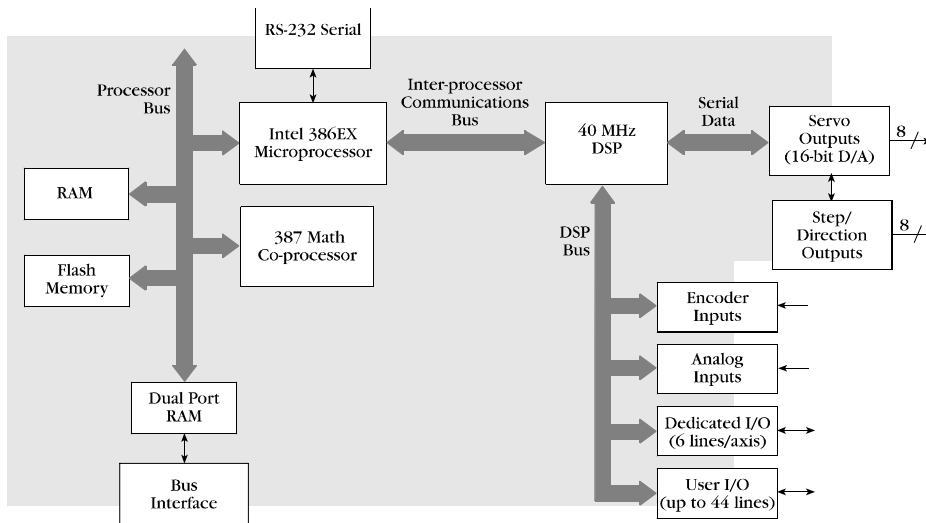 RS-232 Serial
Processor
Bus
Intel 386EX
Microprocessor
Inter-processor
Communications
Bus
40 MHz
DSP
Serial
Data
Servo
Outputs
(16-bit D/A)
8
RAM
387 Math
Co-processor
Flash
Memory
DSP
Bus
Step/
Direction
Outputs
8
Encoder
Inputs
Analog
Inputs
Dual Port
RAM
Dedicated I/O
(6 lines/axis)
Bus
Interface
User I/O
(up to 44 lines)